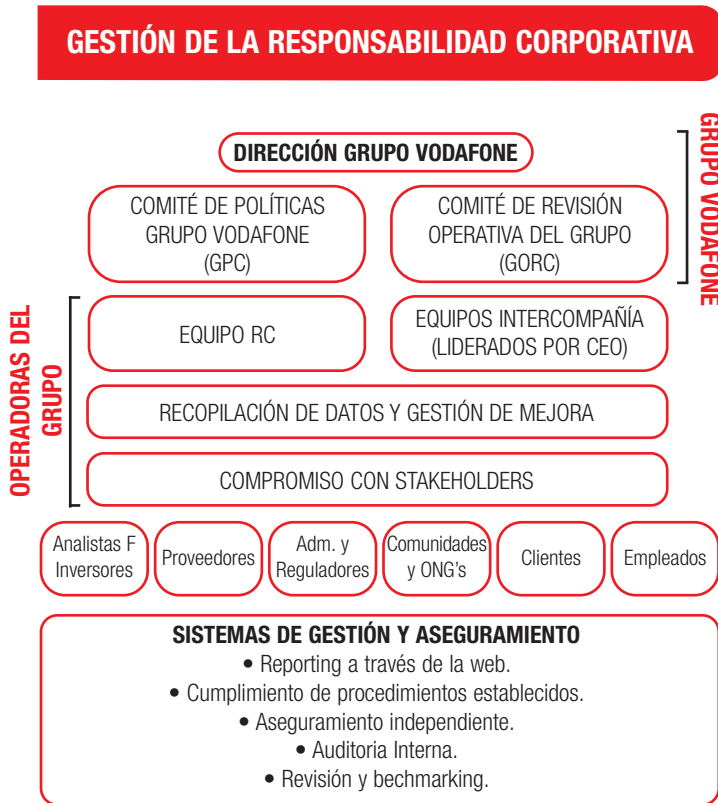 GESTIÓN DE LA RESPONSABILIDAD CORPORATIVA
GRUPO VODAFONE
DIRECCIÓN GRUPO VODAFONE
COMITÉ DE POLÍTICAS
GRUPO VODAFONE
(GPC)
COMITÉ DE REVISIÓN
OPERATIVA DEL GRUPO
(GORC)
OPERADORAS DEL
GRUPO
EQUIPO RC
EQUIPOS INTERCOMPAÑÍA
(LIDERADOS POR CEO)
RECOPILACIÓN DE DATOS Y GESTIÓN DE MEJORA
COMPROMISO CON STAKEHOLDERS
Analistas F
Inversores
Proveedores
Adm. y
Reguladores
Comunidades
y ONG's
Clientes
Empleados
SISTEMAS DE GESTIÓN Y ASEGURAMIENTO
• Reporting a través de la web.
• Cumplimiento de procedimientos establecidos.
• Aseguramiento independiente.
• Auditoria Interna.
• Revisión y bechmarking.